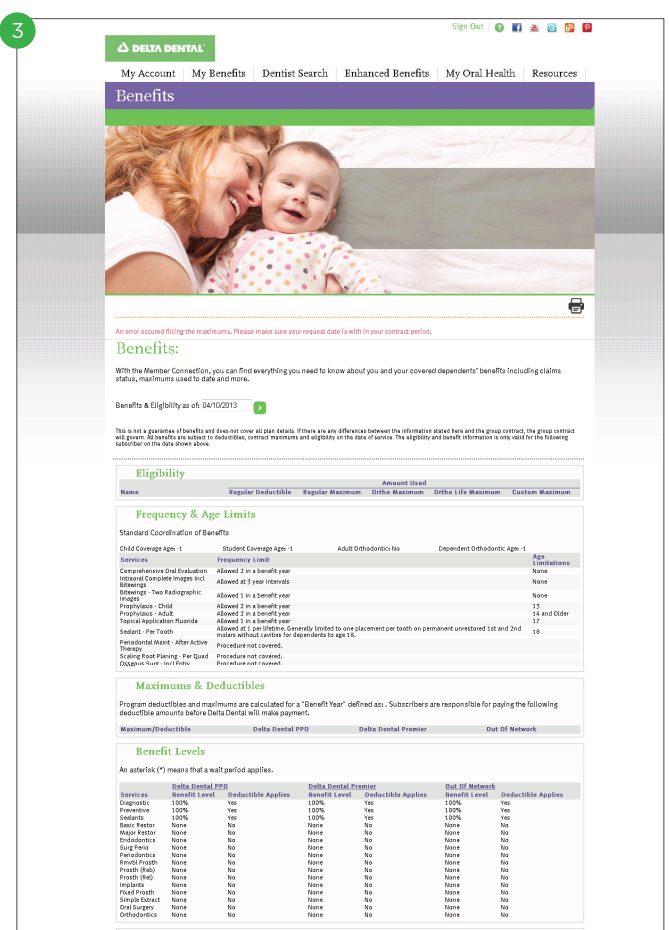 3
Sign Out
DELTA DENTAL
My Account My Benefits Dentist Search Enhanced Benefits My Oral Health Resources
Benefits
An error occured filling the maximums. Please make sure your request date is with in your contract period.
Benefits:
With the Member Connection, you can find everything you need to know about you and your covered dependents' benefits including claims
status, maximums used to date and more.
Benefits & Eligibility as of: 04/10/2013
This is not a guarantee of benefits and does not cover all plan details. If there are any differences between the information stated here and the group contract, the group contract
will govern. All benefits are subject to deductibles, contract maximums and eligibility on the date of service. The eligibility and benefit information is only valid for the following
subscriber on the date shown above.
Eligibility
Amount Used
Name Regular Deductible Regular Maximum Ortho Maximum Ortho Life Maximum Custom Maximum
Frequency & Age Limits
Standard Coordination of Benefits
Child Coverage Age: -1 Student Coverage Age: -1 Adult Orthodontic: No Dependent Orthodontic Age: -1
Services Frequency Limit Age
Limitations
Comprehensive Oral Evaluation Allowed 2 in a benefit year None
Intraoral Complete Images Incl
Bitewings Allowed at 3 year intervals None
Bitewings - Two Radiographic
Images Allowed 1 in a benefit year None
Prophylaxis - Child Allowed 2 in a benefit year 13
Prophylaxis - Adult Allowed 2 in a benefit year 14 and Older
Topical Application Fluoride Allowed 1 in a benefit year 17
Sealant - Per Tooth Allowed at 1 per lifetime. Generally limited to one placement per tooth on permanent unrestored 1st and 2nd
molars without cavities for dependents to age 18. 18
Periodontal Maint - After Active
Therapy Procedure not covered.
Scaling Root Planing - Per Quad Procedure not covered.
Osseous Surg - Incl Entry Procedure not covered.
Maximums & Deductibles
Program deductibles and maximums are calculated for a "Benefit Year" defined as: . Subscribers are responsible for paying the following
deductible amounts before Delta Dental will make payment.
Maximum/Deductible Delta Dental PPO Delta Dental Premier Out Of Network
Benefit Levels
An asterisk (*) means that a wait period applies.
Delta Dental PPO Delta Dental Premier Out Of Network
Services Benefit Level Deductible Applies Benefit Level Deductible Applies Benefit Level Deductible Applies
Diagnostic 100% Yes 100% Yes 100% Yes
Preventive 100% Yes 100% Yes 100% Yes
Sealants 100% Yes 100% Yes 100% Yes
Basic Restor None No None No None No
Major Restor None No None No None No
Endodontics None No None No None No
Surg Perio None No None No None No
Periodontics None No None No None No
Rmvbl Prosth None No None No None No
Prosth (Reb) None No None No None No
Prosth (Rel) None No None No None No
Implants None No None No None No
Fixed Prosth None No None No None No
Simple Extract None No None No None No
Oral Surgery None No None No None No
Orthodontics None No None No None No